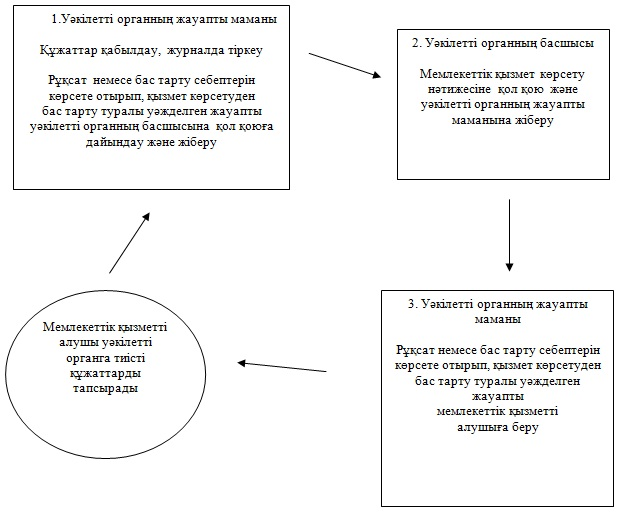 1.Уәкілетті органның жауапты маманы
Құжаттар қабылдау, журналда тіркеу
Рұқсат немесе бас тарту себептерін
көрсете отырып, қызмет көрсетуден
бас тарту туралы уәжделген жауапты
уәкілетті органның басшысына қол қоюға
дайындау және жіберу
2. Уәкілетті органның басшысы
Мемлекеттік қызмет көрсету
нәтижесіне қол қою және
уәкілетті органның жауапты
маманына жіберу
3. Уәкілетті органның жауапты
маманы
Рұқсат немесе бас тарту себептерін
көрсете отырып, қызмет көрсетуден
бас тарту туралы уәжделген
жауапты
мемлекеттік қызметті
алушыға беру
Мемлекеттік қызметті
алушы уәкілетті
органга тиісті
құжаттарды
тапсырады